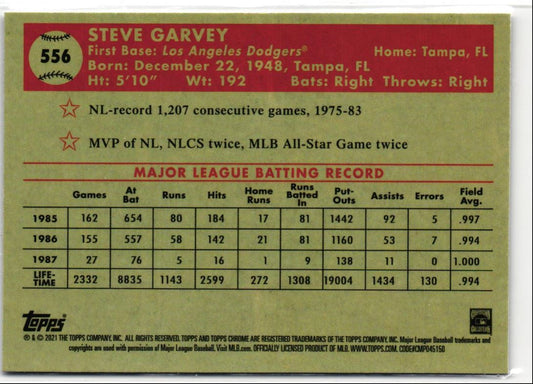 556
STEVE GARVEY
First Base: Los Angeles Dodgers® Home: Tampa, FL
Born: December 22, 1948, Tampa, FL
Ht: 5'10" Wt: 192 Bats: Right Throws: Right
NL-record 1,207 consecutive games, 1975-83
MVP of NL, NLCS twice, MLB All-Star Game twice
MAJOR LEAGUE BATTING RECORD
Games At Bat Runs Hits Home Runs Runs Batted In Put-Outs Assists Errors Field Avg.
1985 162 654 80 184 17 81 1442 92 5 .997
1986 155 557 58 142 21 81 1160 53 7 .994
1987 27 76 5 16 1 9 138 11 0 1.000
LIFE-TIME 2332 8835 1143 2599 272 1308 19004 1434 130 .994
Topps
® & © 2021 THE TOPPS COMPANY, INC. ALL RIGHTS RESERVED. TOPPS AND TOPPS CHROME ARE REGISTERED TRADEMARKS OF THE TOPPS COMPANY, INC. Major League Baseball trademarks and
copyrights are used with permission of Major League Baseball. Visit MLB.com. OFFICIALLY LICENSED PRODUCT OF MLB. WWW.TOPPS.COM. CODE#CMP045150